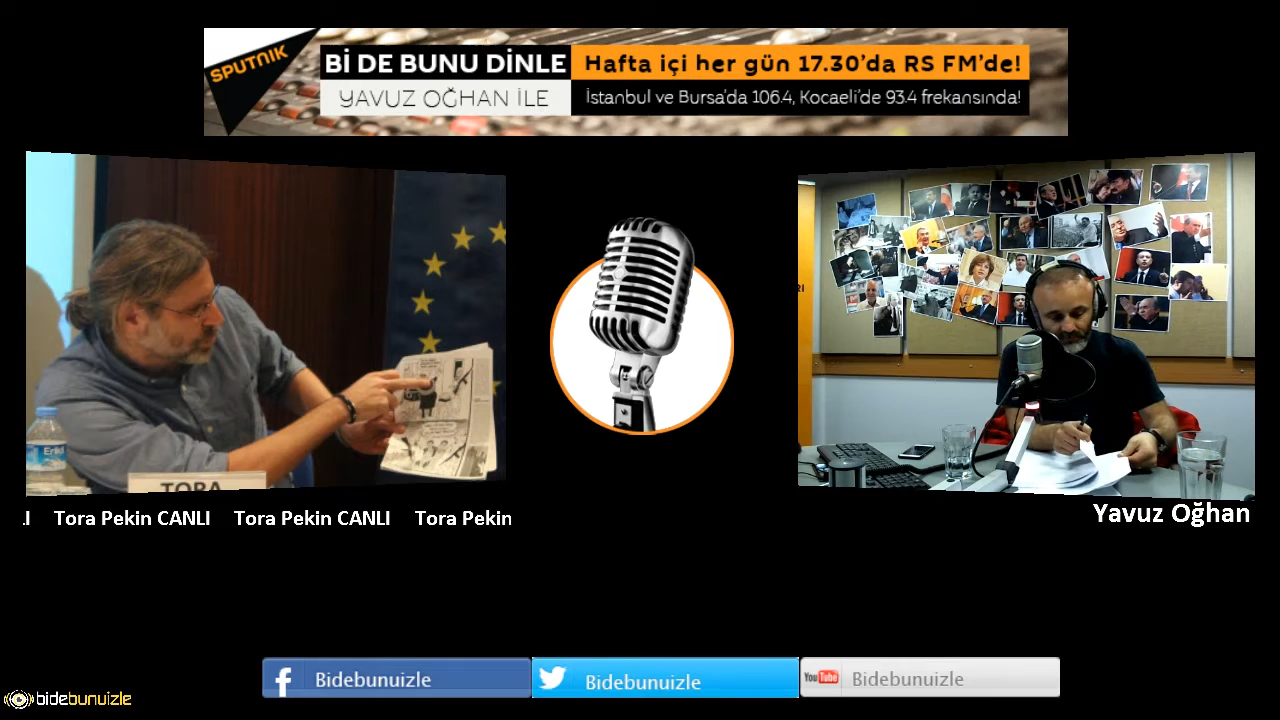 SPUTNIK
Bİ DE BUNU DİNLE
YAVUZ OĞHAN İLE
Hafta içi her gün 17.30'da RS FM'de!
İstanbul ve Bursa'da 106.4, Kocaeli'de 93.4 frekansında!
Erikli
TORA
LI Tora Pekin CANLI Tora Pekin CANLI Tora Pekin
Yavuz Oğhan
f Bidebunuizle
Bidebunuizle
YouTube Bidebunuizle
bidebunuizle